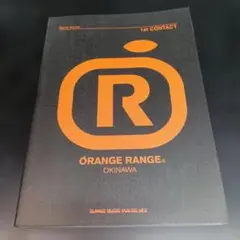 1st CONTACT
R
ORANGE RANGE®
OKINAWA